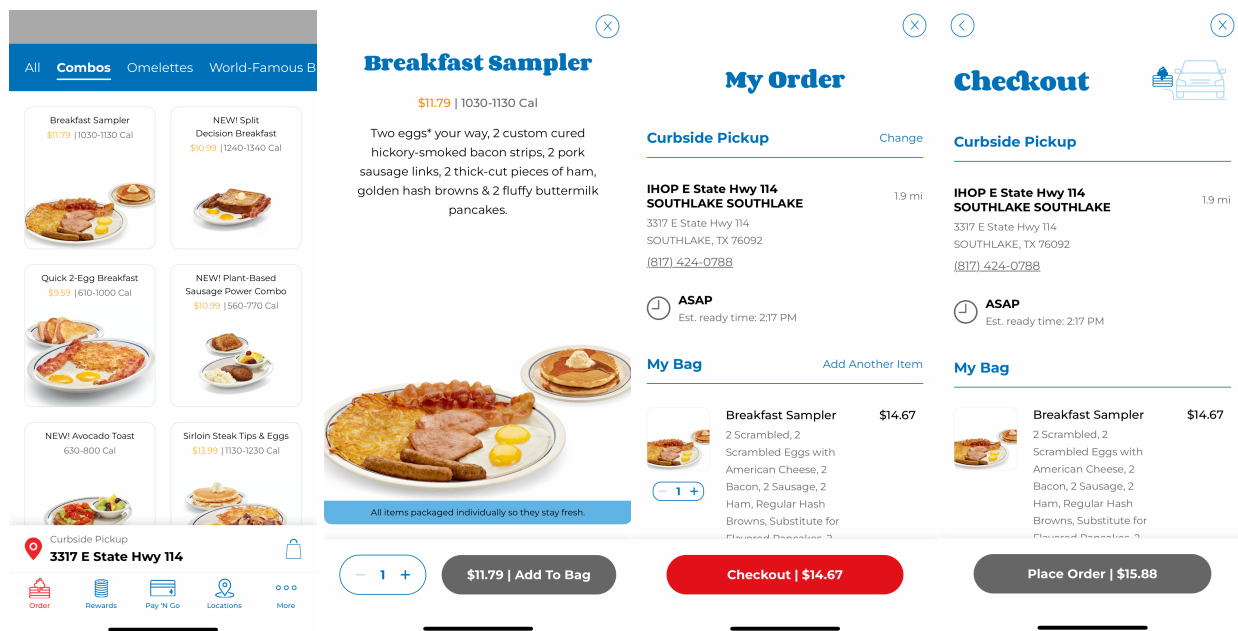 All Combos Omelettes World-Famous B
Breakfast Sampler
$11.79 | 1030-1130 Cal
NEW! Split
Decision Breakfast
$10.99 | 1240-1340 Cal
Quick 2-Egg Breakfast
$9.59 | 610-1000 Cal
NEW! Plant-Based
Sausage Power Combo
$10.99 | 560-770 Cal
NEW! Avocado Toast
630-800 Cal
Sirloin Steak Tips & Eggs
$13.99 | 1130-1230 Cal
Curbside Pickup
3317 E State Hwy 114
Order Rewards Pay 'N Go Locations More
Breakfast Sampler
$11.79 | 1030-1130 Cal
Two eggs* your way, 2 custom cured
hickory-smoked bacon strips, 2 pork
sausage links, 2 thick-cut pieces of ham,
golden hash browns & 2 fluffy buttermilk
pancakes.
All items packaged individually so they stay fresh.
− 1 +
$11.79 | Add To Bag
My Order
Curbside Pickup Change
IHOP E State Hwy 114
SOUTHLAKE SOUTHLAKE
1.9 mi
3317 E State Hwy 114
SOUTHLAKE, TX 76092
(817) 424-0788
ASAP
Est. ready time: 2:17 PM
My Bag Add Another Item
Breakfast Sampler $14.67
2 Scrambled, 2
Scrambled Eggs with
American Cheese, 2
Bacon, 2 Sausage, 2
Ham, Regular Hash
Browns, Substitute for
Flavored Pancakes, 2
− 1 +
Checkout | $14.67
Checkout
Curbside Pickup
IHOP E State Hwy 114
SOUTHLAKE SOUTHLAKE
1.9 mi
3317 E State Hwy 114
SOUTHLAKE, TX 76092
(817) 424-0788
ASAP
Est. ready time: 2:17 PM
My Bag
Breakfast Sampler $14.67
2 Scrambled, 2
Scrambled Eggs with
American Cheese, 2
Bacon, 2 Sausage, 2
Ham, Regular Hash
Browns, Substitute for
Flavored Pancakes, 2
Place Order | $15.88